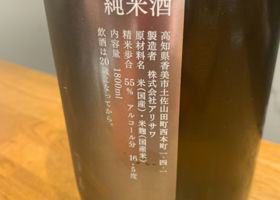 純米酒
高知県香美市土佐山田町西本町一-四-二
製造者 株式会社アリサワ
原材料名 米(国産)・米麹(国産米)
精米歩合 55% アルコール分 16.5度
内容量 1800ml
飲酒は20歳になってから。